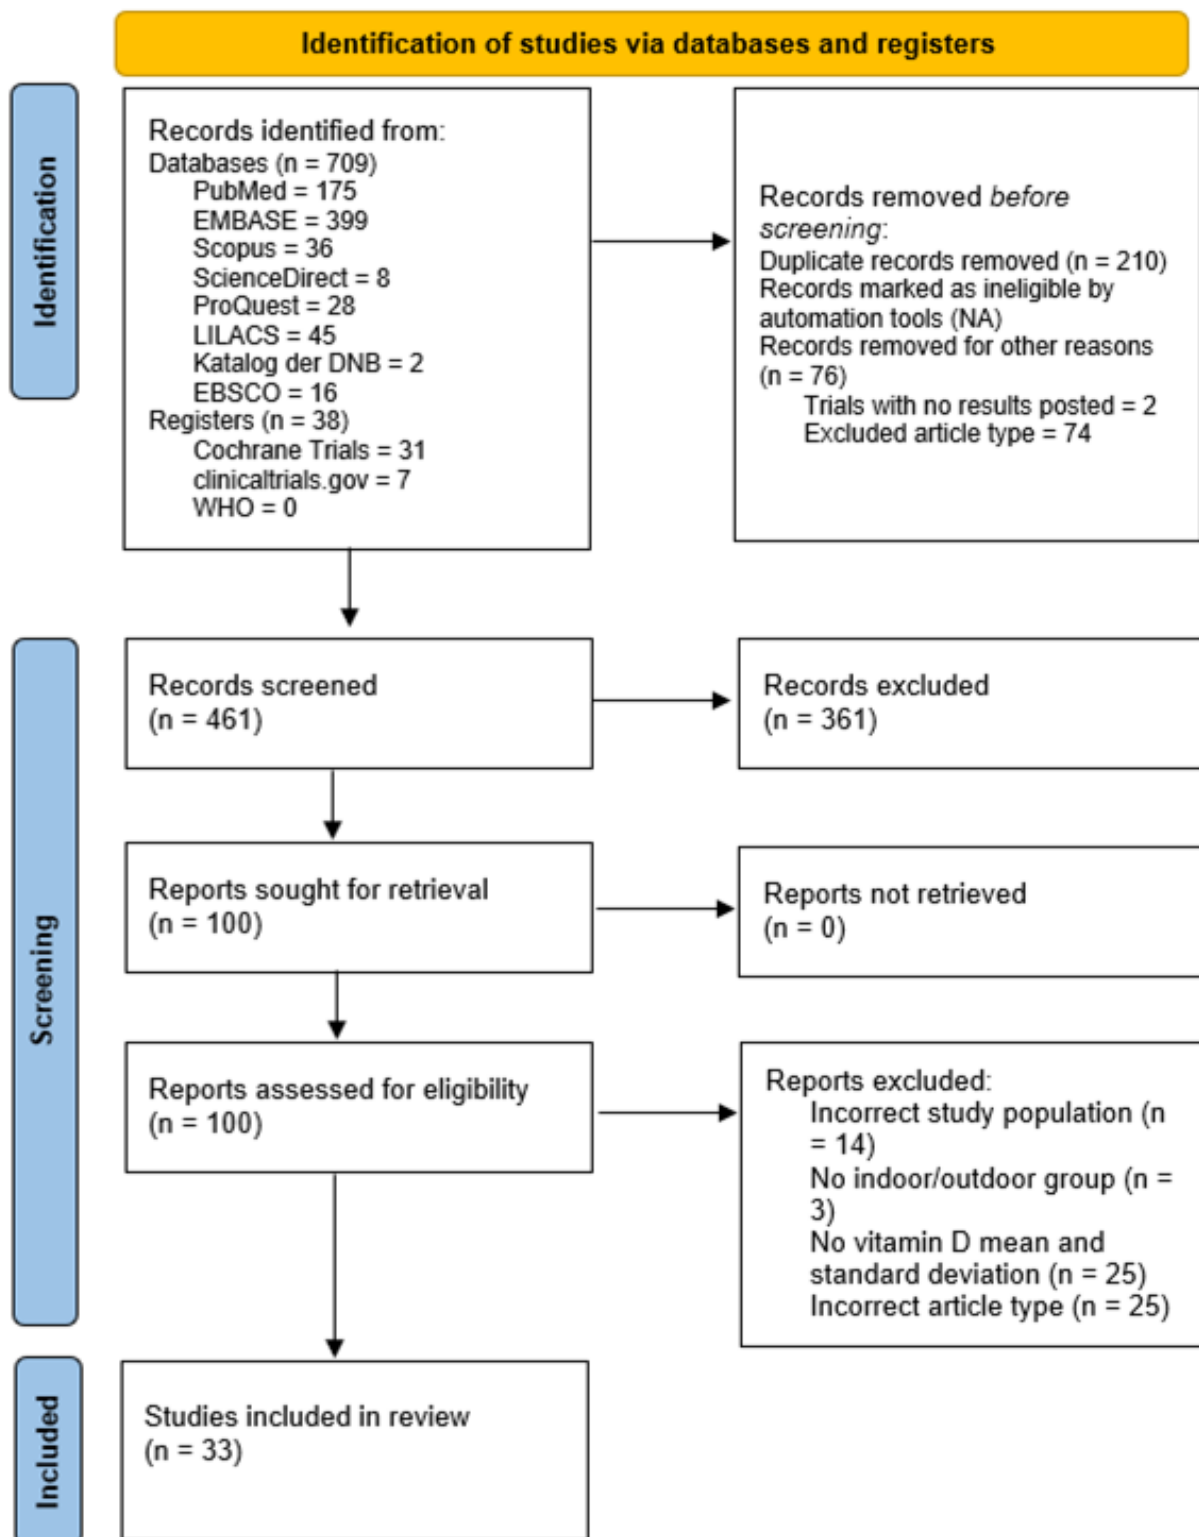 Identification of studies via databases and registers
Identification
Records identified from:
Databases (n = 709)
PubMed = 175
EMBASE = 399
Scopus = 36
ScienceDirect = 8
ProQuest = 28
LILACS = 45
Katalog der DNB = 2
EBSCO = 16
Registers (n = 38)
Cochrane Trials = 31
clinicaltrials.gov = 7
WHO = 0
Records removed before
screening:
Duplicate records removed (n = 210)
Records marked as ineligible by
automation tools (NA)
Records removed for other reasons
(n = 76)
Trials with no results posted = 2
Excluded article type = 74
Screening
Records screened
(n = 461)
Records excluded
(n = 361)
Reports sought for retrieval
(n = 100)
Reports not retrieved
(n = 0)
Reports assessed for eligibility
(n = 100)
Reports excluded:
Incorrect study population (n
= 14)
No indoor/outdoor group (n =
3)
No vitamin D mean and
standard deviation (n = 25)
Incorrect article type (n = 25)
Included
Studies included in review
(n = 33)